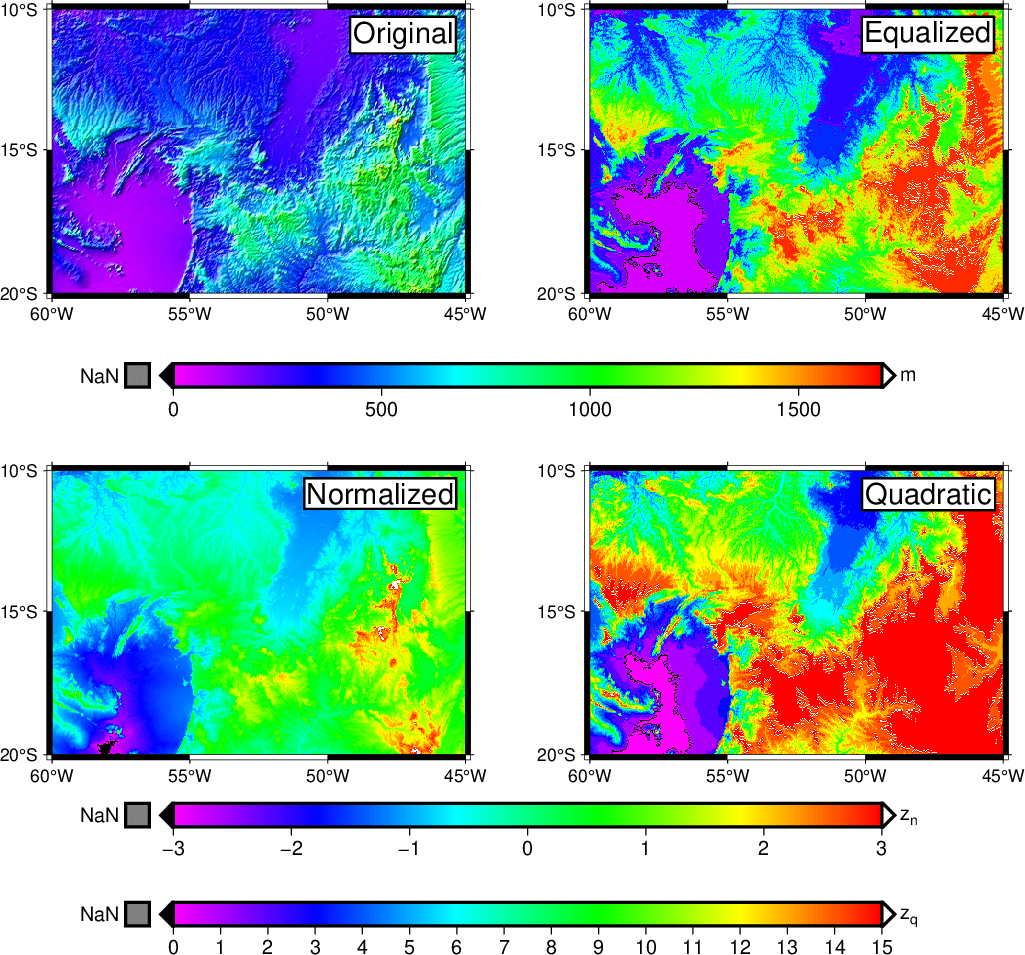 10°S Original 10°S Equalized
15°S 15°S
20°S 20°S
60°W 55°W 50°W 45°W 60°W 55°W 50°W 45°W
NaN m
0 500 1000 1500
10°S Normalized 10°S Quadratic
15°S 15°S
20°S 20°S
60°W 55°W 50°W 45°W 60°W 55°W 50°W 45°W
NaN zn
−3 −2 −1 0 1 2 3
NaN zq
0 1 2 3 4 5 6 7 8 9 10 11 12 13 14 15